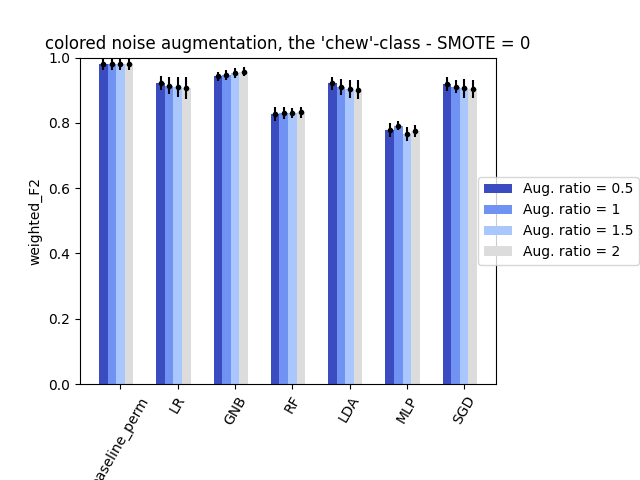 colored noise augmentation, the 'chew'-class - SMOTE = 0
1.0
0.8
0.6
0.4
0.2
0.0
weighted_F2
Aug. ratio = 0.5
Aug. ratio = 1
Aug. ratio = 1.5
Aug. ratio = 2
LR
GNB
RF
LDA
MLP
SGD